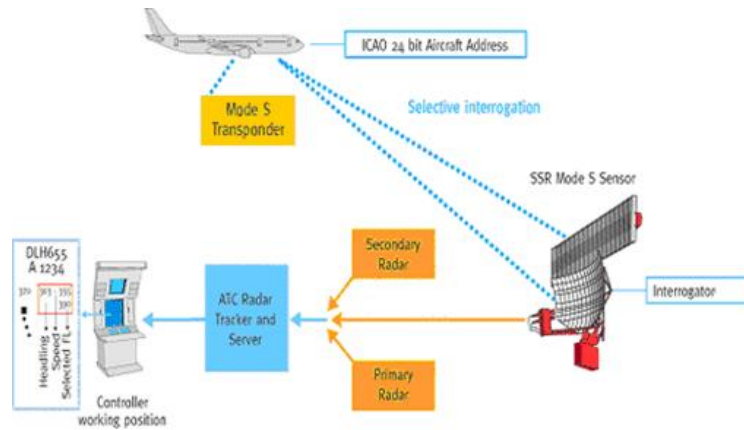 ICAO 24 bit Aircraft Address
Mode S
Transponder
Selective interrogation
SSR Mode S Sensor
Secondary
Radar
Interrogator
DLH655
A 1234
370
Headling
Speed
Selected FL
ATC Radar
Tracker and
Server
Primary
Radar
Controller
working position